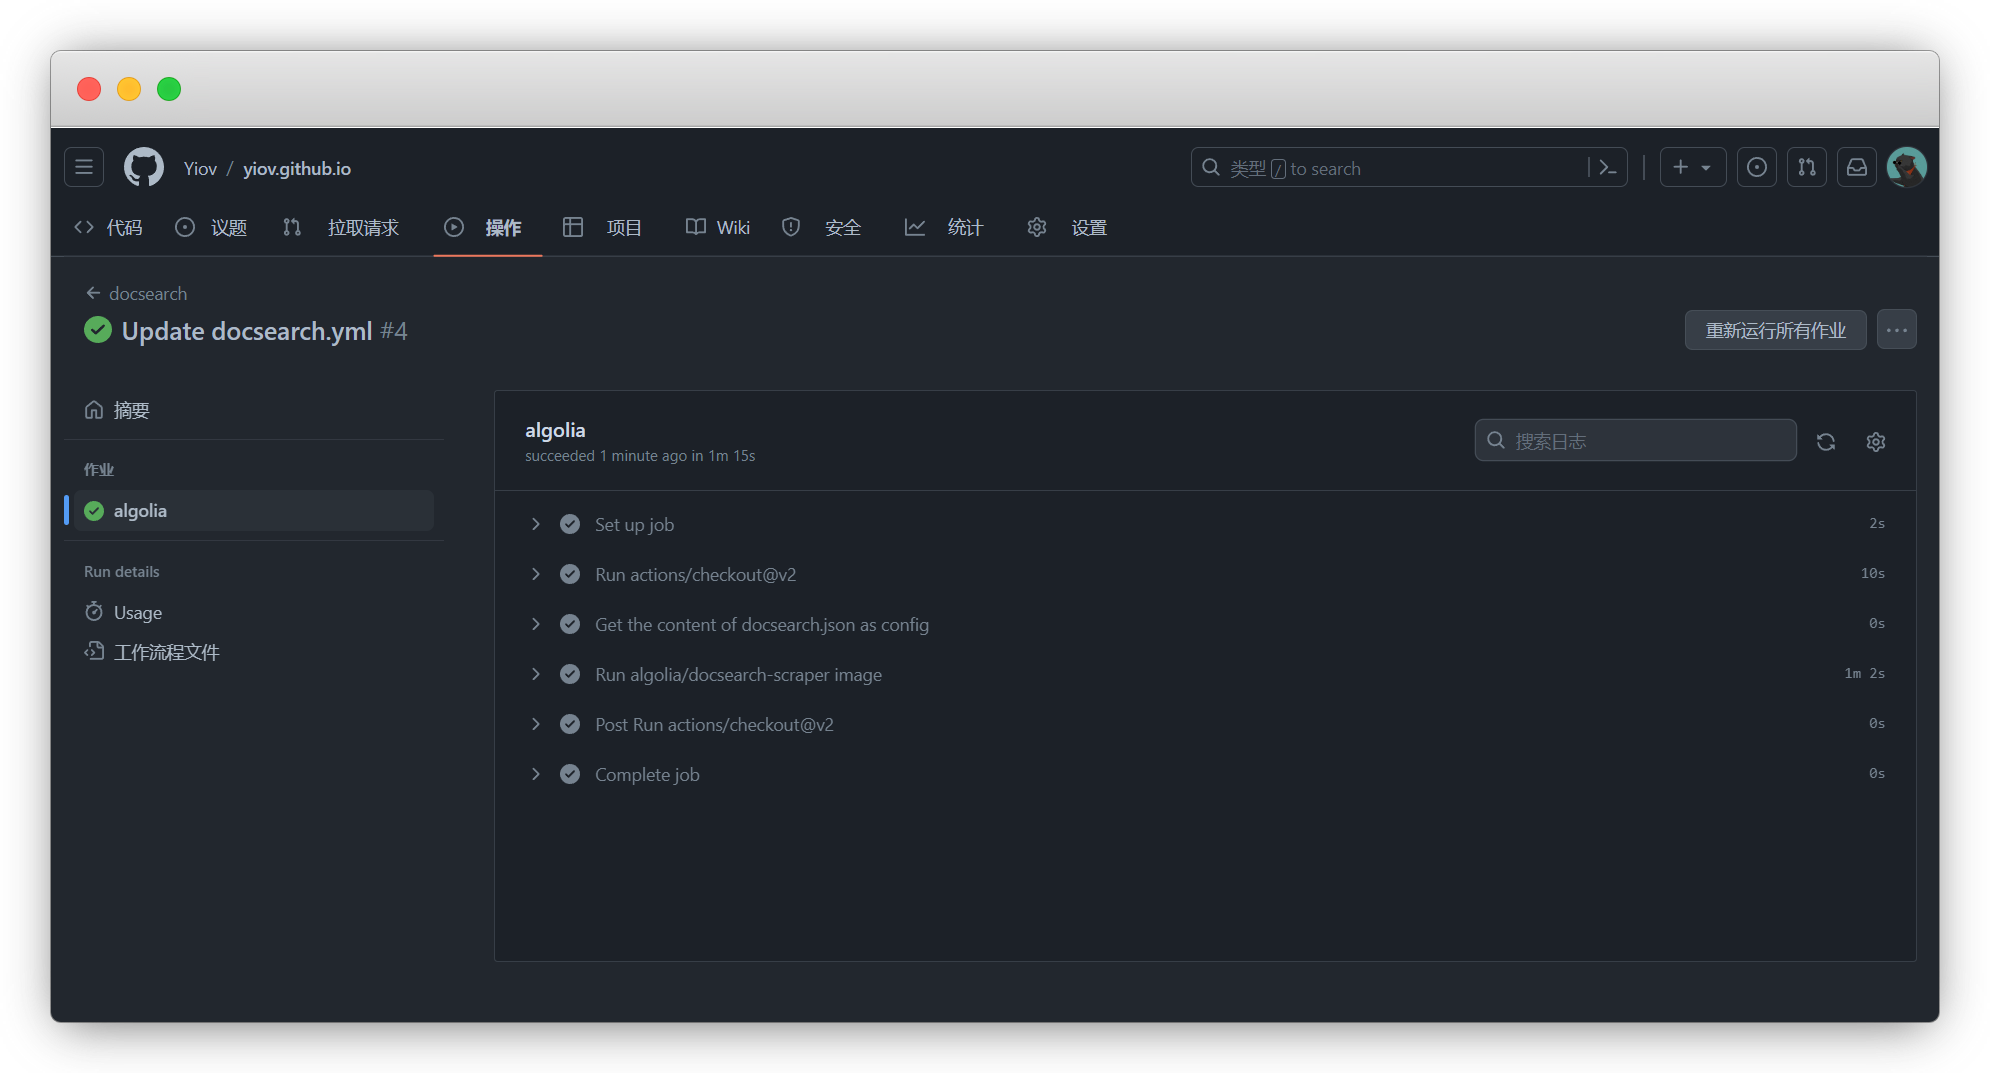 Yiov / yiov.github.io
类型 / to search
代码 议题 拉取请求 操作 项目 Wiki 安全 统计 设置
docsearch
Update docsearch.yml #4
重新运行所有作业
摘要
作业
algolia
Run details
Usage
工作流程文件
algolia
succeeded 1 minute ago in 1m 15s
搜索日志
Set up job 2s
Run actions/checkout@v2 10s
Get the content of docsearch.json as config 0s
Run algolia/docsearch-scraper image 1m 2s
Post Run actions/checkout@v2 0s
Complete job 0s